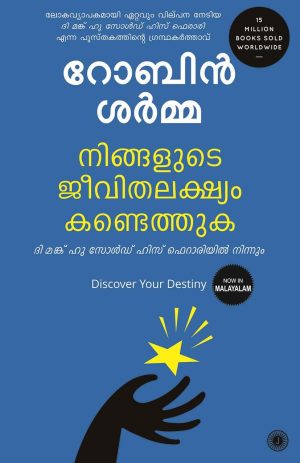 ലോകവ്യാപകമായി ഏറ്റവും വില്പന നേടിയ
ദി മങ്ക് ഹു സോൾഡ് ഹിസ് ഫെരാരി
എന്ന പുസ്തകത്തിന്റെ ഗ്രന്ഥകർത്താവ്
15
MILLION
BOOKS SOLD
WORLDWIDE
റോബിൻ
ശർമ്മ
നിങ്ങളുടെ
ജീവിതലക്ഷ്യം
കണ്ടെത്തുക
ദി മങ്ക് ഹു സോൾഡ് ഹിസ് ഫെറാരിയിൽ നിന്നും
Discover Your Destiny
NOW IN
MALAYALAM
J